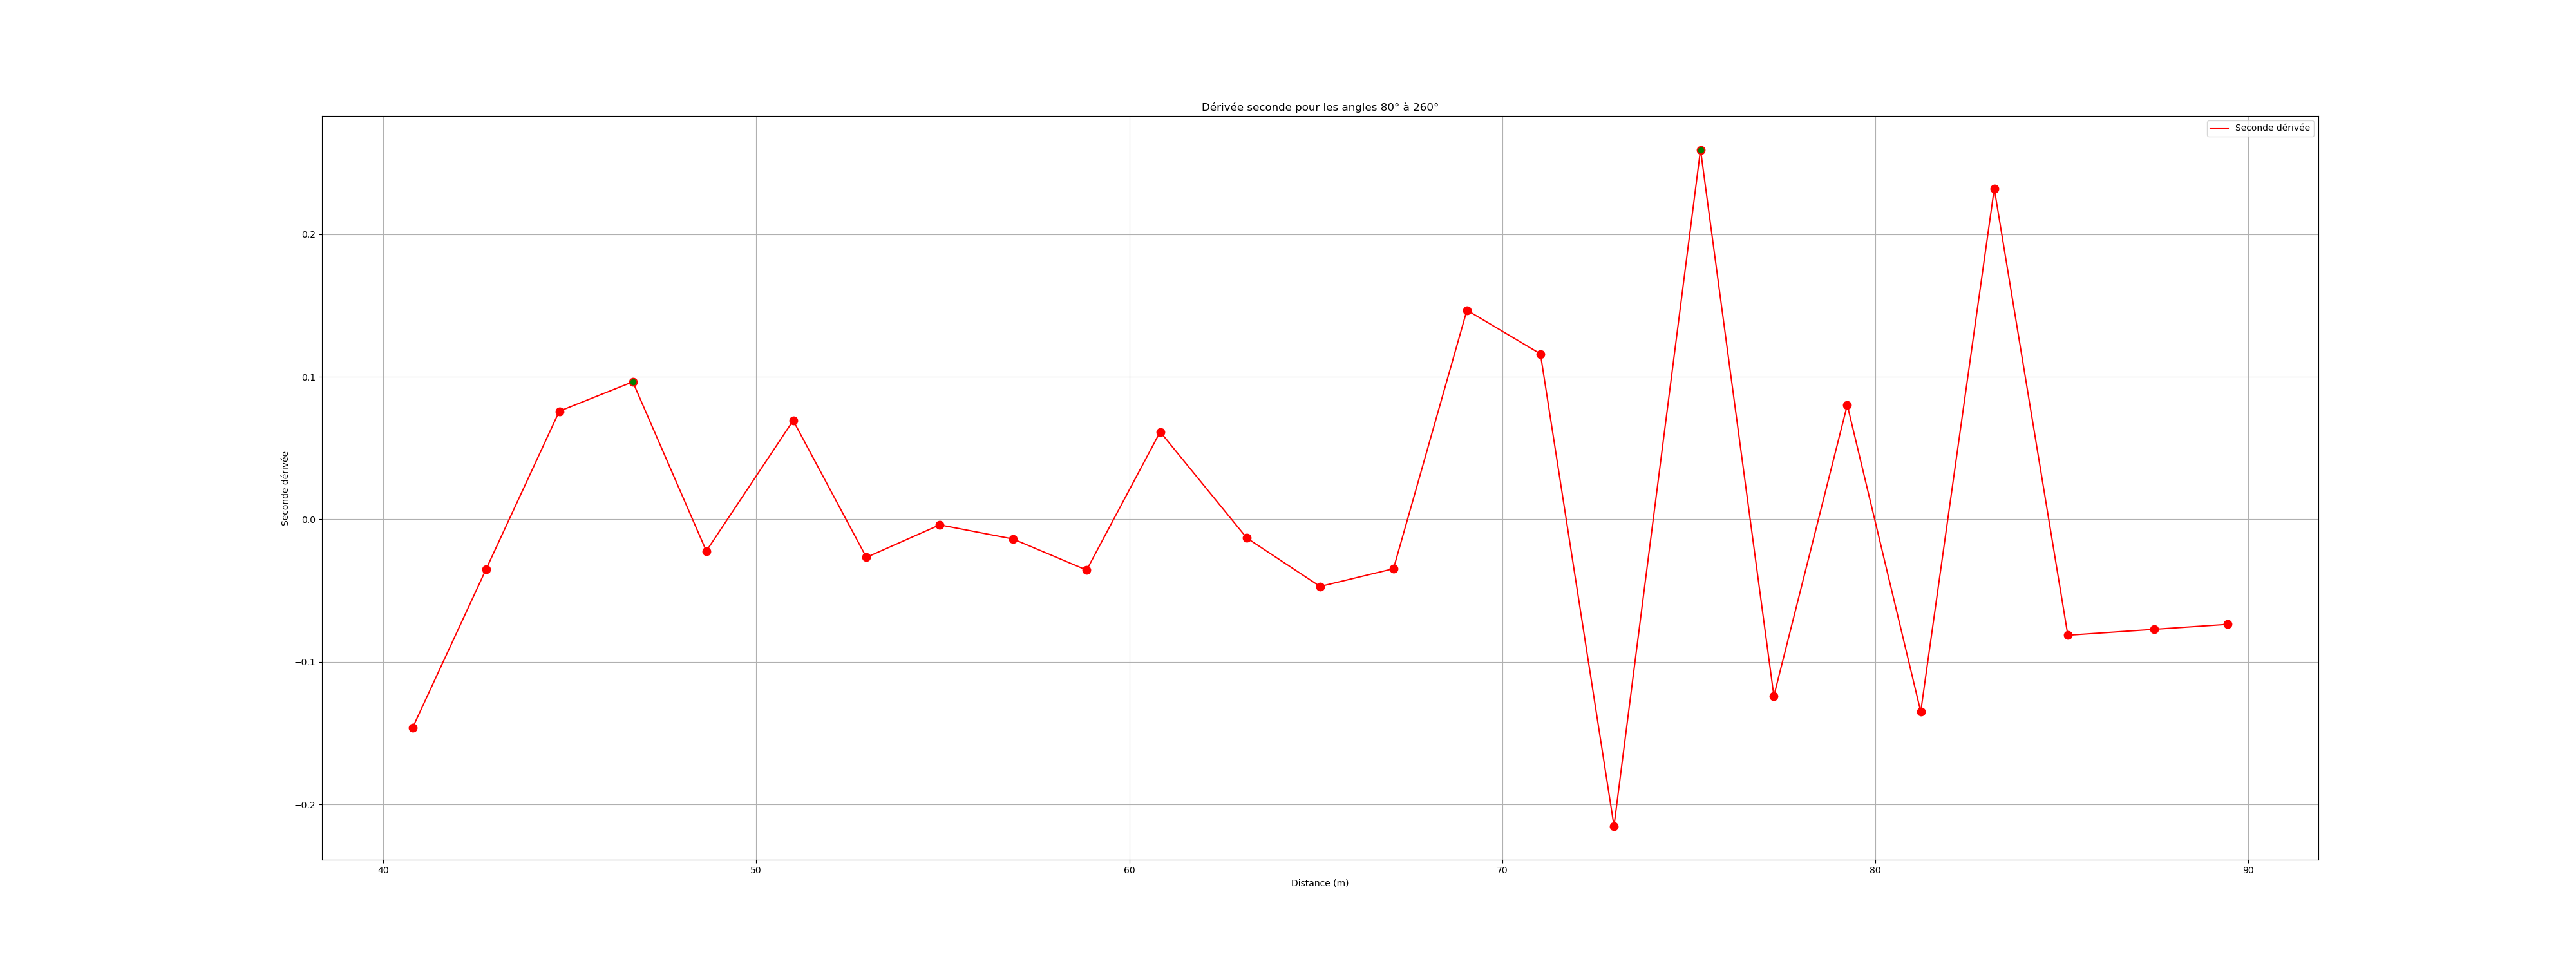 Dérivée seconde pour les angles 80° à 260°
Seconde dérivée
0.2
0.1
0.0
−0.1
−0.2
Seconde dérivée
40 50 60 70 80 90
Distance (m)